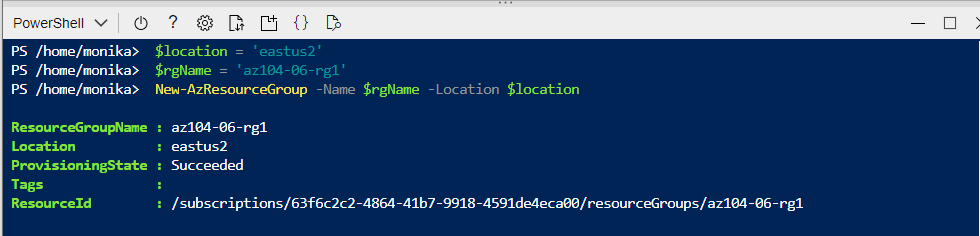 PowerShell
PS /home/monika> $location = 'eastus2'
PS /home/monika> $rgName = 'az104-06-rg1'
PS /home/monika> New-AzResourceGroup -Name $rgName -Location $location
ResourceGroupName : az104-06-rg1
Location          : eastus2
ProvisioningState : Succeeded
Tags              :
ResourceId        : /subscriptions/63f6c2c2-4864-41b7-9918-4591de4eca00/resourceGroups/az104-06-rg1